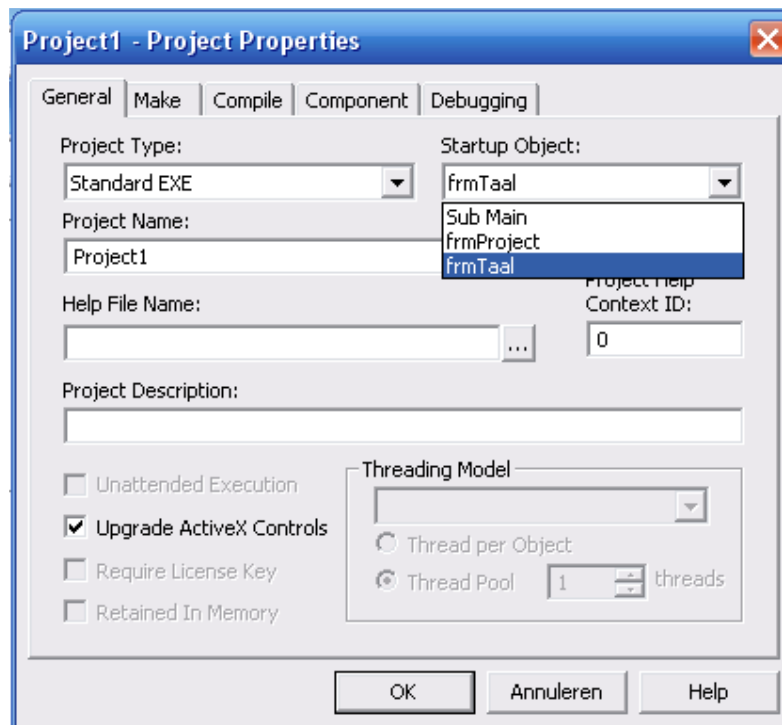 Project1 - Project Properties
General Make Compile Component Debugging
Project Type:
Startup Object:
Standard EXE
frmTaal
Sub Main
frmProject
frmTaal
Project Name:
Project1
Project Help
Context ID:
Help File Name:
...
0
Project Description:
Unattended Execution
Upgrade ActiveX Controls
Require License Key
Retained In Memory
Threading Model
Thread per Object
Thread Pool 1 threads
OK Annuleren Help